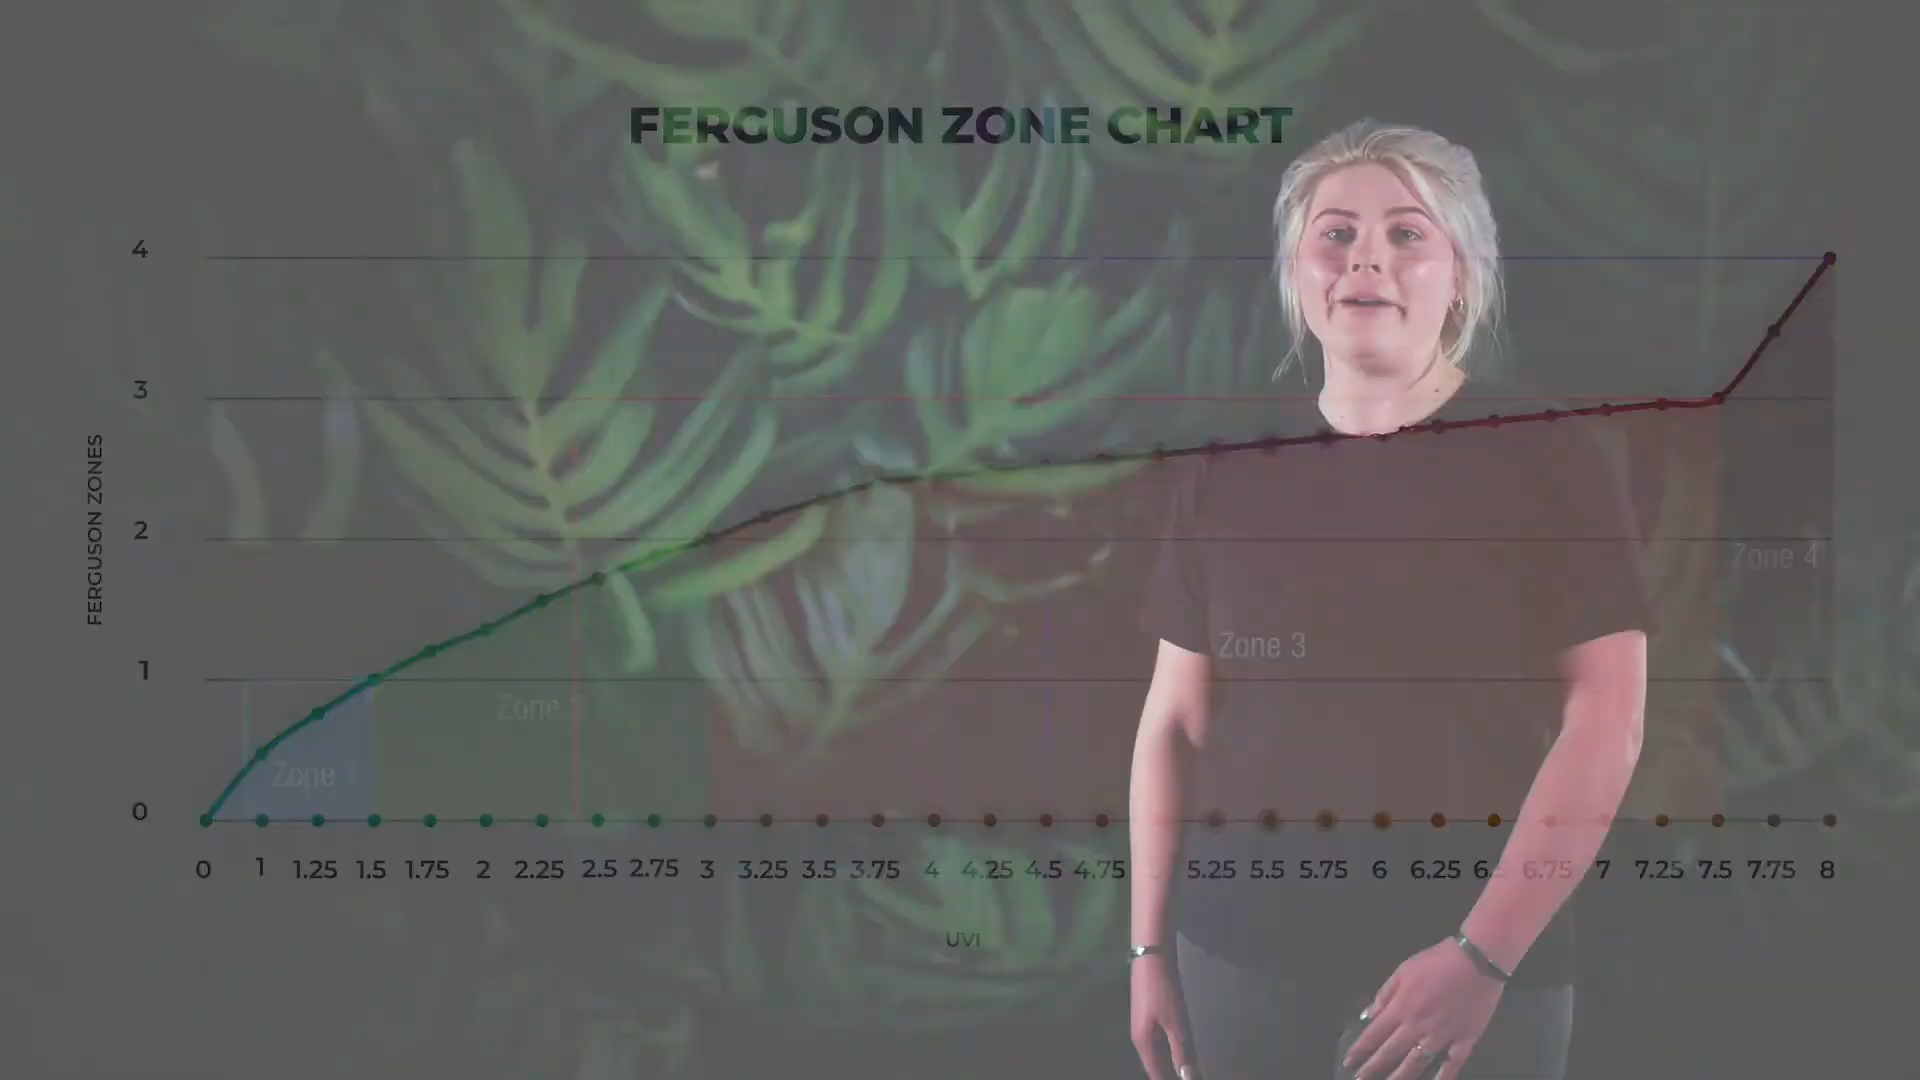 FERGUSON ZONE CHART
4
3
2
1
0
FERGUSON ZONES
Zone 4
Zone 3
Zone
Zone 1
0 1 1.25 1.5 1.75 2 2.25 2.5 2.75 3 3.25 3.5 3.75 4 4.25 4.5 4.75 5.25 5.5 5.75 6 6.25 6.75 7 7.25 7.5 7.75 8
UVI